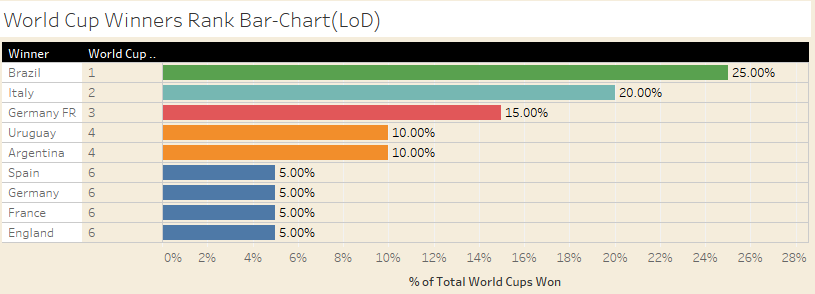 World Cup Winners Rank Bar-Chart(LoD)
Winner World Cup ..
Brazil 1 25.00%
Italy 2 20.00%
Germany FR 3 15.00%
Uruguay 4 10.00%
Argentina 4 10.00%
Spain 6 5.00%
Germany 6 5.00%
France 6 5.00%
England 6 5.00%
0% 2% 4% 6% 8% 10% 12% 14% 16% 18% 20% 22% 24% 26% 28%
% of Total World Cups Won